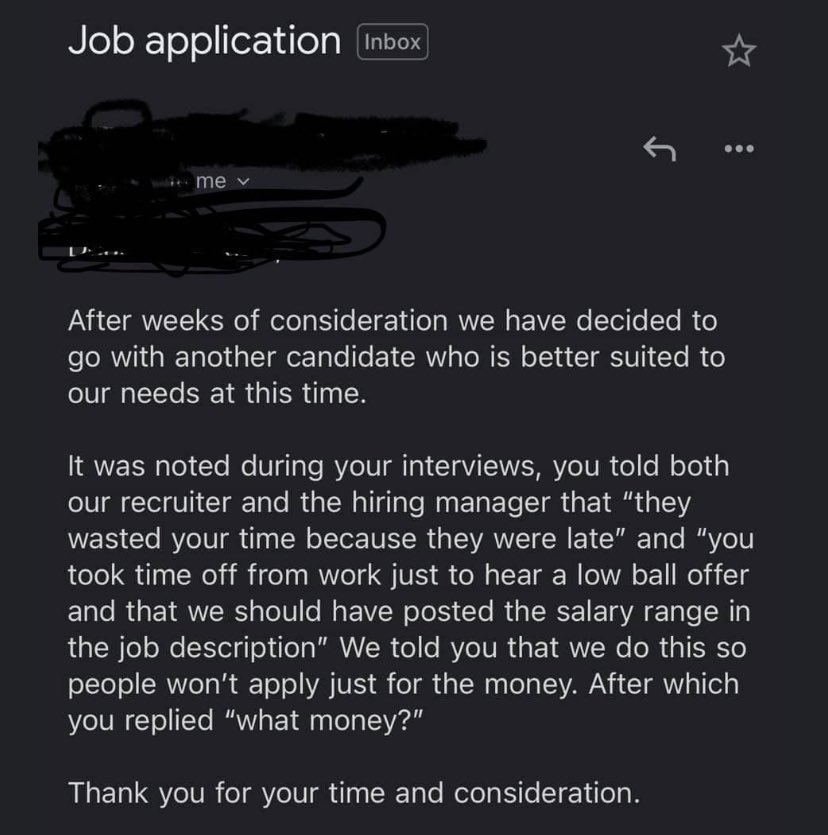 Job application Inbox
me
After weeks of consideration we have decided to
go with another candidate who is better suited to
our needs at this time.
It was noted during your interviews, you told both
our recruiter and the hiring manager that “they
wasted your time because they were late” and “you
took time off from work just to hear a low ball offer
and that we should have posted the salary range in
the job description” We told you that we do this so
people won’t apply just for the money. After which
you replied “what money?”
Thank you for your time and consideration.